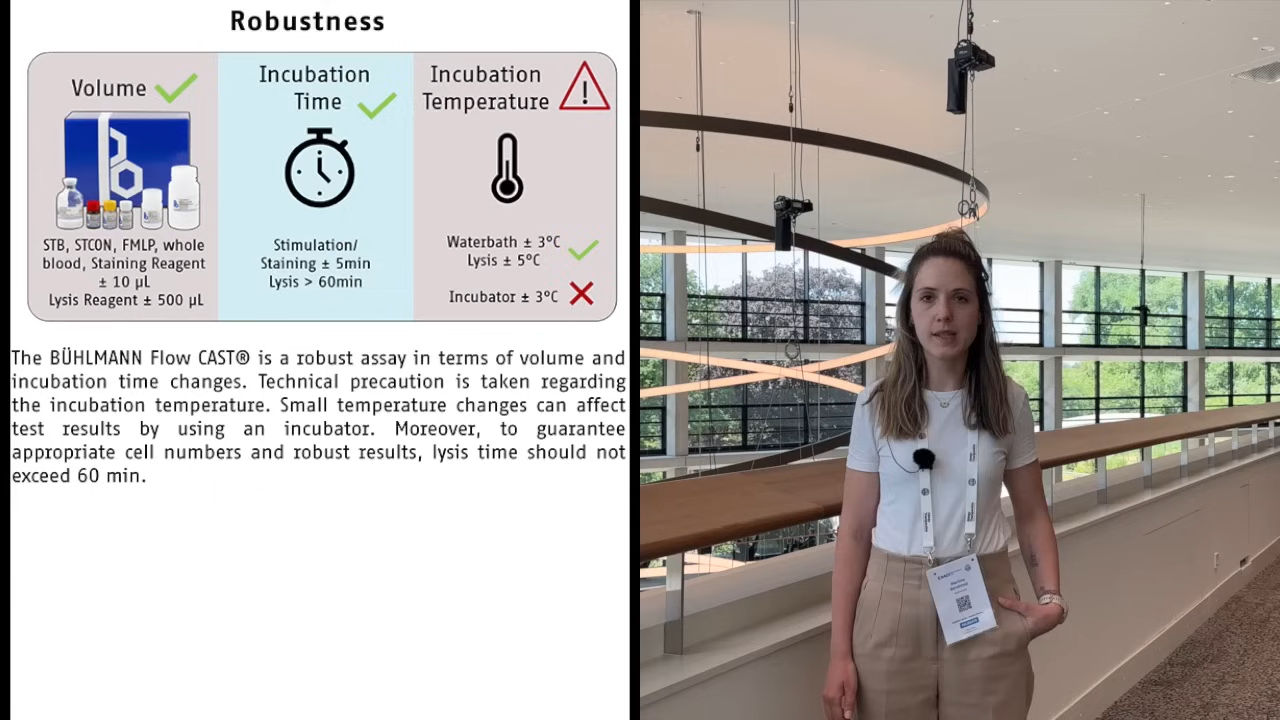 Robustness
Volume
STB, STCON, FMLP, whole
blood, Staining Reagent
± 10 µL
Lysis Reagent ± 500 µL
Incubation
Time
Stimulation/
Staining ± 5min
Lysis > 60min
Incubation
Temperature
Waterbath ± 3°C
Lysis ± 5°C
Incubator ± 3°C
The BÜHLMANN Flow CAST® is a robust assay in terms of volume and
incubation time changes. Technical precaution is taken regarding
the incubation temperature. Small temperature changes can affect
test results by using an incubator. Moreover, to guarantee
appropriate cell numbers and robust results, lysis time should not
exceed 60 min.